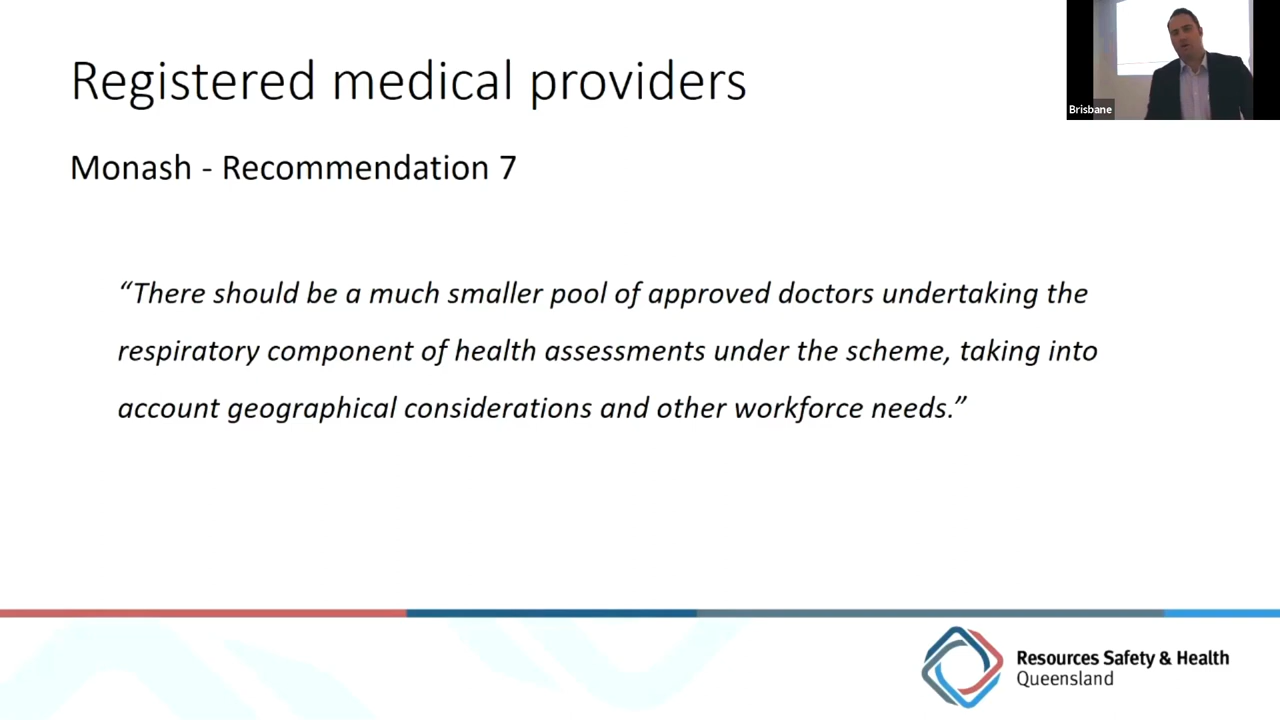 Registered medical providers
Brisbane
Monash - Recommendation 7
“There should be a much smaller pool of approved doctors undertaking the
respiratory component of health assessments under the scheme, taking into
account geographical considerations and other workforce needs.”
Resources Safety & Health
Queensland